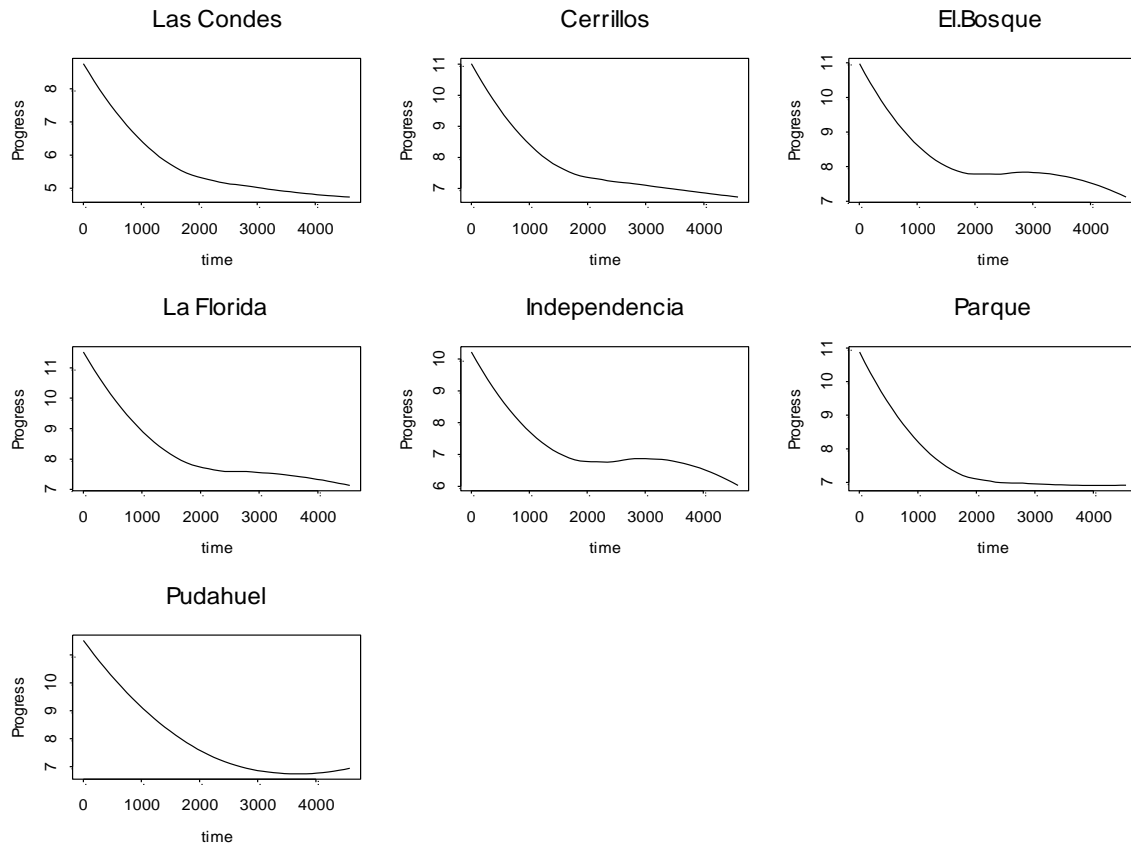 Las Condes
Cerrillos
El.Bosque
Progress
5 6 7 8
0 1000 2000 3000 4000
time
Progress
7 8 9 10 11
0 1000 2000 3000 4000
time
Progress
7 8 9 10 11
0 1000 2000 3000 4000
time
La Florida
Independencia
Parque
Progress
7 8 9 10 11
0 1000 2000 3000 4000
time
Progress
6 7 8 9 10
0 1000 2000 3000 4000
time
Progress
7 8 9 10 11
0 1000 2000 3000 4000
time
Pudahuel
Progress
7 8 9 10
0 1000 2000 3000 4000
time